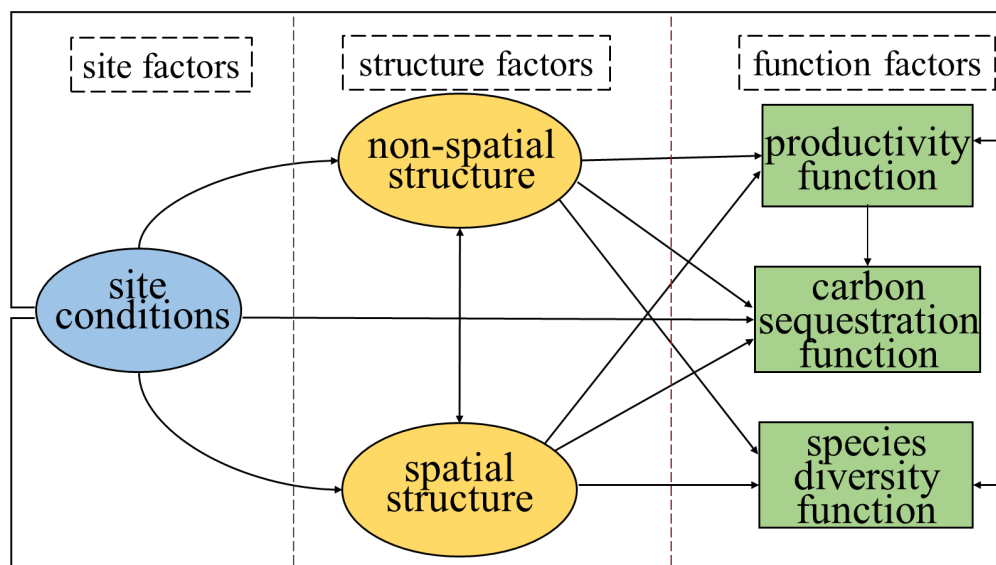 site factors
structure factors
function factors
non-spatial
structure
productivity
function
site
conditions
carbon
sequestration
function
spatial
structure
species
diversity
function